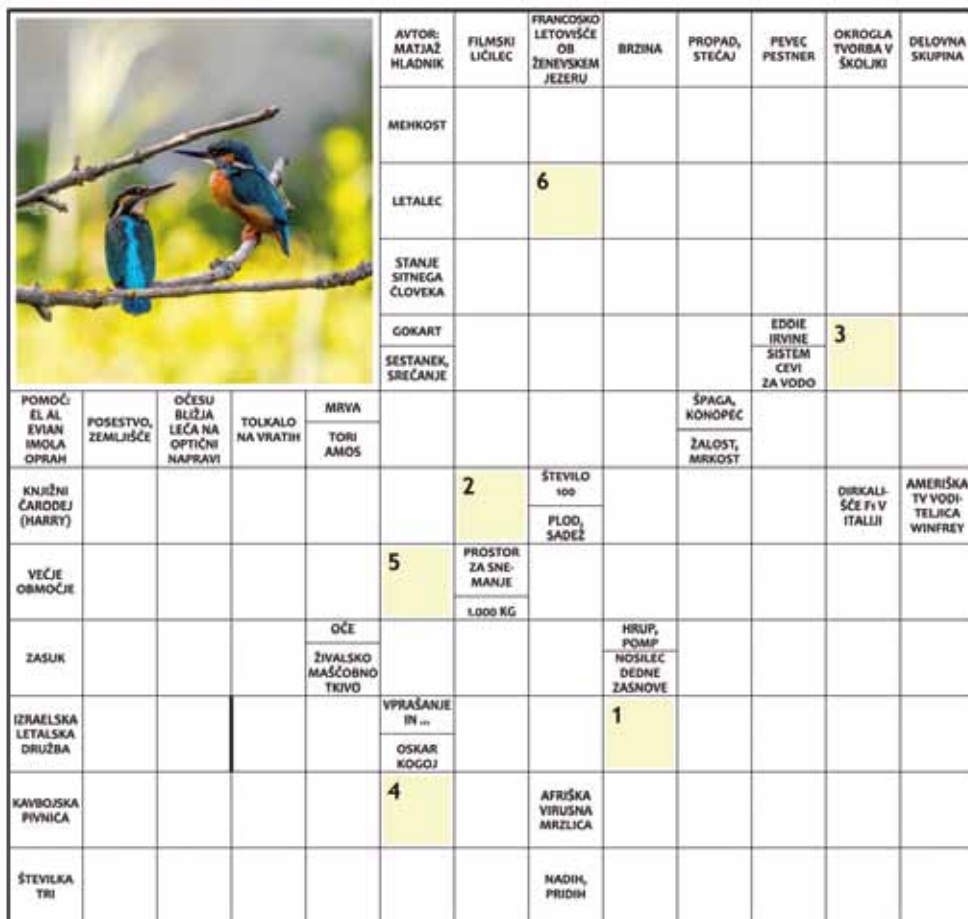 AVTOR:
MATJAŽ
HLADNIK
FILMSKI
LIČILEC
FRANCOSKO
LETOVIŠČE
OB
ŽENEVSKEM
JEZERU
BRZINA
PROPAD,
STEČAJ
PEVEC
PESTNER
OKROGLA
TVORBA V
ŠKOLJKI
DELOVNA
SKUPINA
MEHKOST
LETALEC
6
STANJE
SITNEGA
ČLOVEKA
GOKART
SESTANEK,
SREČANJE
EDDIE
IRVINE
SISTEM
CEVI
ZA VODO
3
POMOČ:
EL AL
EVIAN
IMOLA
OPRAH
POSESTVO,
ZEMLJIŠČE
OČESU
BLIŽJA
LEČA NA
OPTIČNI
NAPRAVI
TOLKALO
NA VRATIH
MRVA
TORI
AMOS
ŠPAGA,
KONOPEC
ŽALOST,
MRKOST
KNJIŽNI
ČARODEJ
(HARRY)
2
ŠTEVILO
100
PLOD,
SADEŽ
DIRKALI-
ŠČE F1 V
ITALIJI
AMERIŠKA
TV VODI-
TELJICA
WINFREY
VEČJE
OBMOČJE
5
PROSTOR
ZA SNE-
MANJE
1.000 KG
ZASUK
OČE
ŽIVALSKO
MAŠČOBNO
TKIVO
HRUP,
POMP
NOSILEC
DEDNE
ZASNOVE
IZRAELSKA
LETALSKA
DRUŽBA
VPRAŠANJE
IN ...
OSKAR
KOGOJ
1
KAVBOJSKA
PIVNICA
4
AFRIŠKA
VIRUSNA
MRZLICA
ŠTEVILKA
TRI
NADIH,
PRIDIH